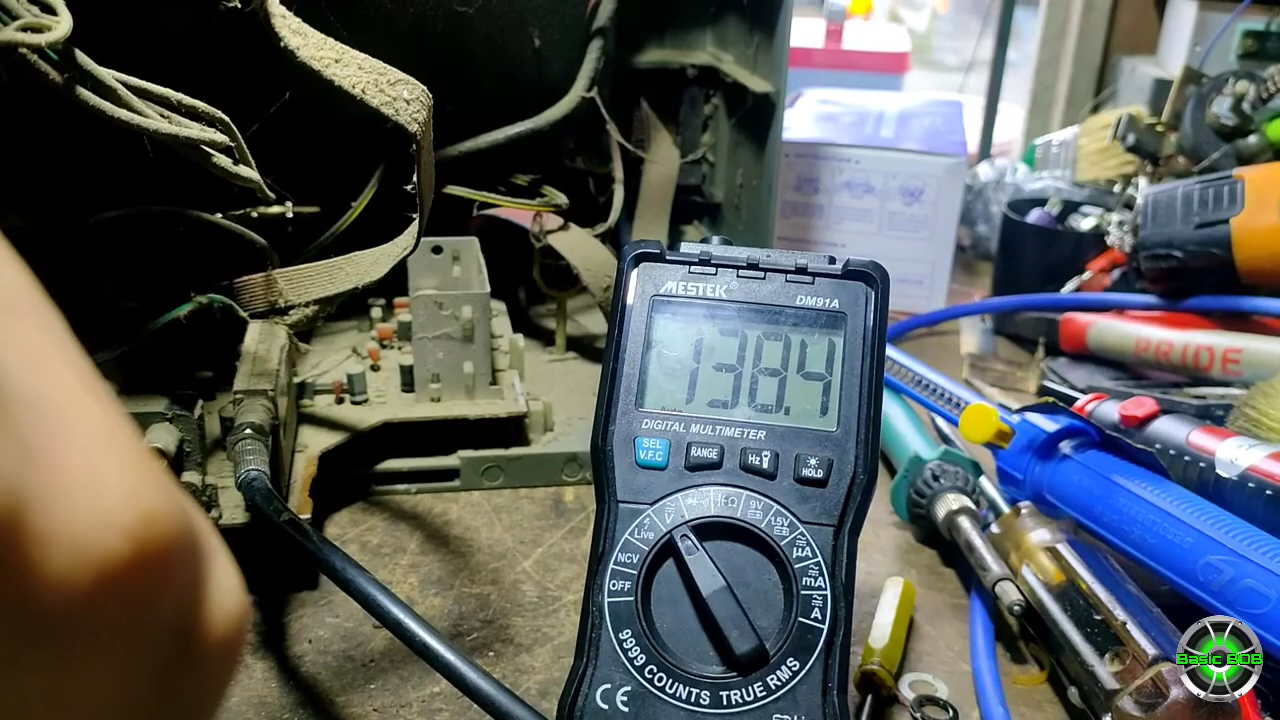 MESTEK®
DM91A
138.4
Auto
DIGITAL MULTIMETER
SEL
V.F.C
RANGE
Hz
HOLD
Live
NCV
OFF
Ω
9V
1.5V
µA
mA
A
9999 COUNTS TRUE RMS
CE
PRIDE
Basic BOB